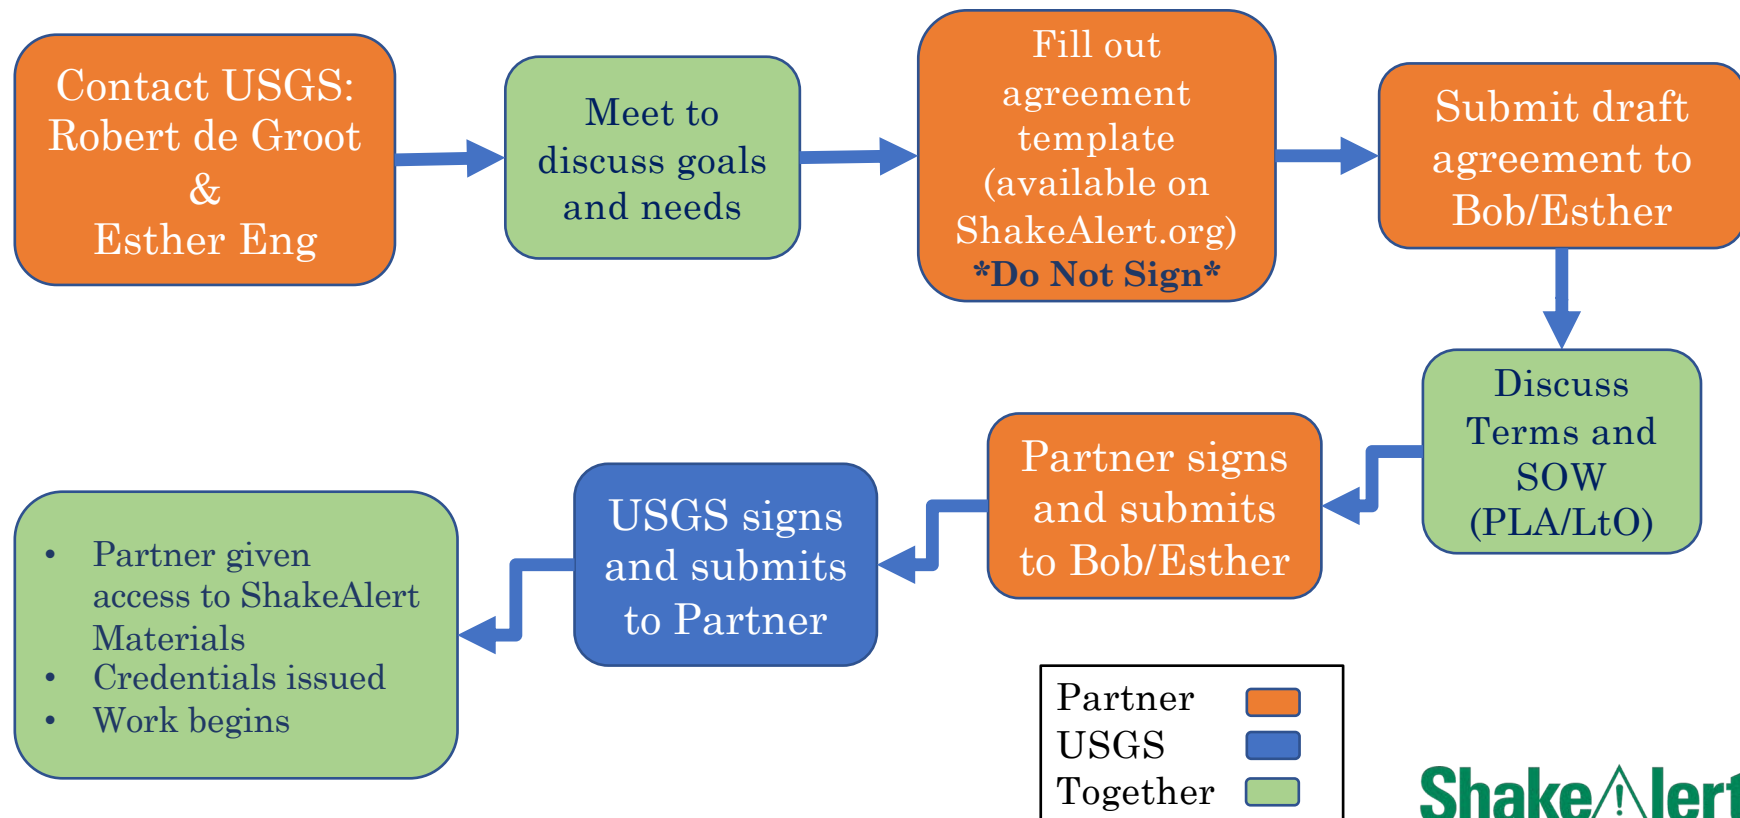 Contact USGS:
Robert de Groot
&
Esther Eng
Meet to
discuss goals
and needs
Fill out
agreement
template
(available on
ShakeAlert.org)
*Do Not Sign*
Submit draft
agreement to
Bob/Esther
Discuss
Terms and
SOW
(PLA/LtO)
Partner signs
and submits
to Bob/Esther
USGS signs
and submits
to Partner
• Partner given
access to ShakeAlert
Materials
• Credentials issued
• Work begins
Partner
USGS
Together
ShakeAlert